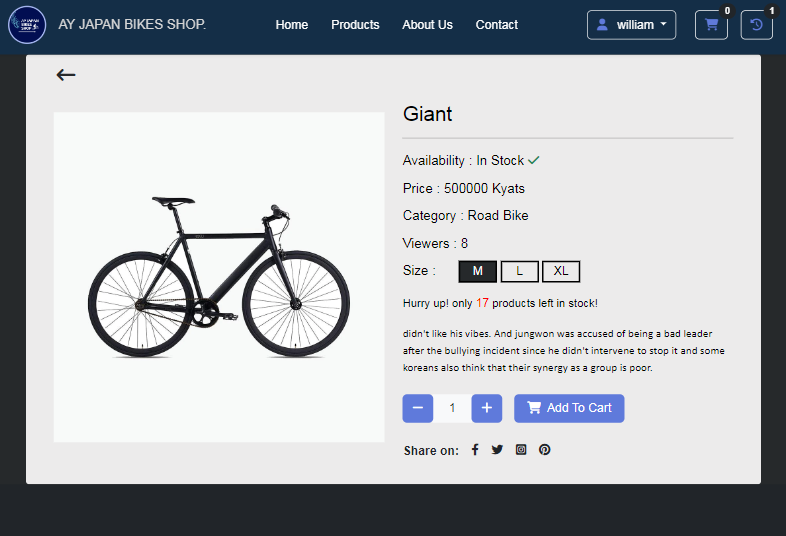 AY JAPAN BIKES SHOP.
Home Products About Us Contact
william
0
1
Giant
Availability : In Stock
Price : 500000 Kyats
Category : Road Bike
Viewers : 8
Size : M L XL
Hurry up! only 17 products left in stock!
didn't like his vibes. And jungwon was accused of being a bad leader
after the bullying incident since he didn't intervene to stop it and some
koreans also think that their synergy as a group is poor.
1
Add To Cart
Share on: